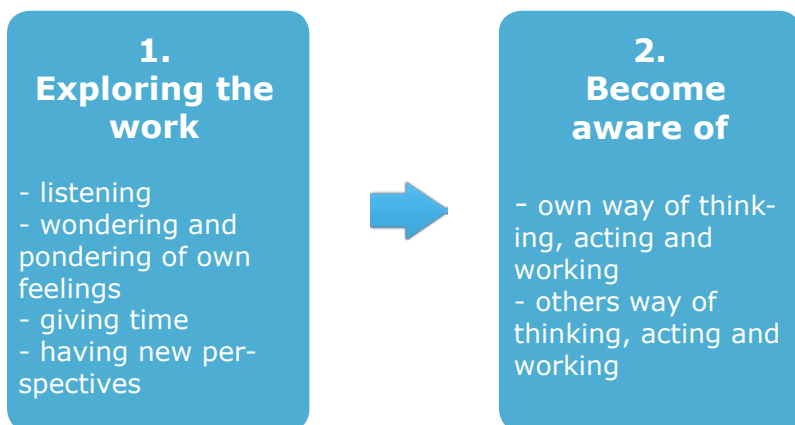 1.
Exploring the
work
- listening
- wondering and
pondering of own
feelings
- giving time
- having new per-
spectives
2.
Become
aware of
- own way of think-
ing, acting and
working
- others way of
thinking, acting and
working